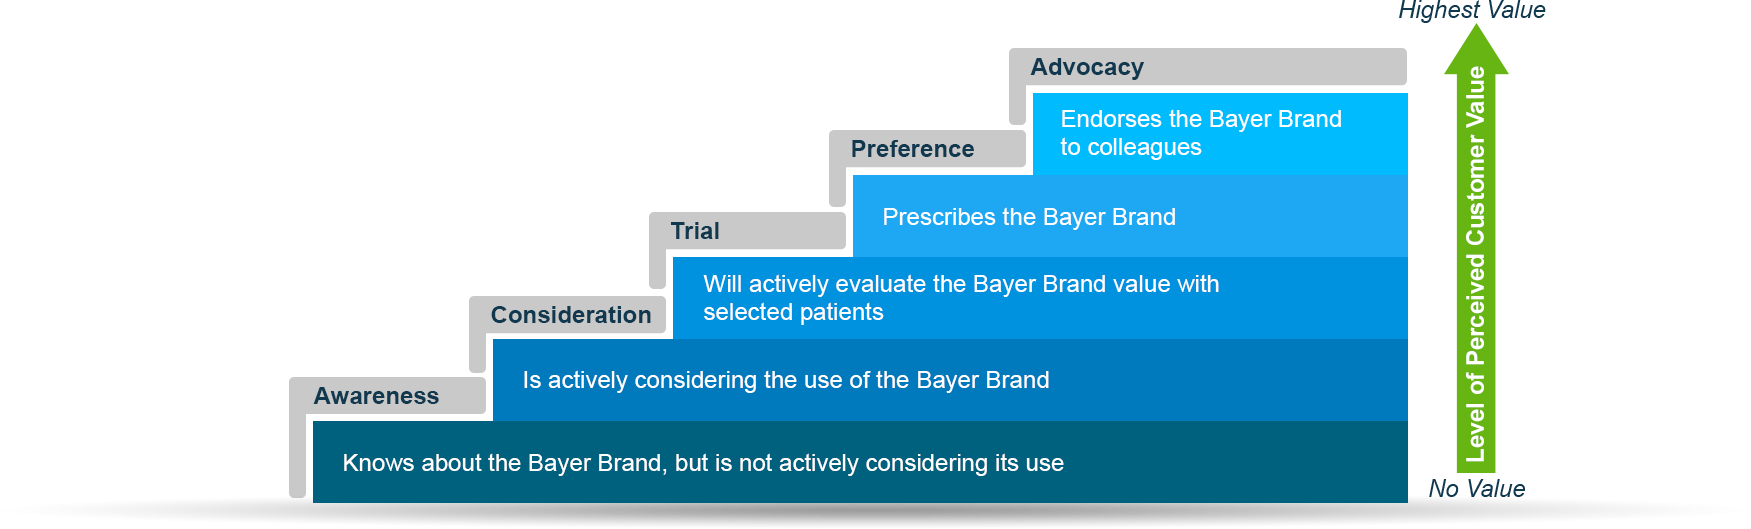 Highest Value
Advocacy
Endorses the Bayer Brand
to colleagues
Preference
Prescribes the Bayer Brand
Trial
Will actively evaluate the Bayer Brand value with
selected patients
Consideration
Is actively considering the use of the Bayer Brand
Awareness
Knows about the Bayer Brand, but is not actively considering its use
Level of Perceived Customer Value
No Value